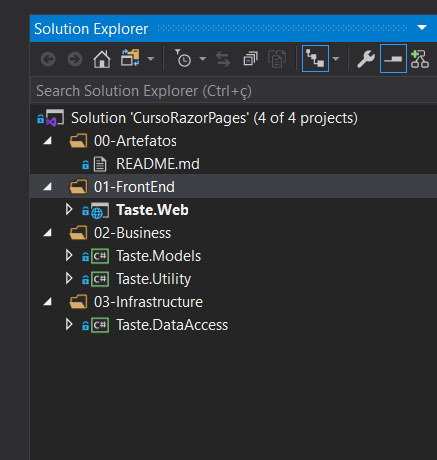 Solution Explorer
Search Solution Explorer (Ctrl+ç)
Solution 'CursoRazorPages' (4 of 4 projects)
00-Artefatos
README.md
01-FrontEnd
Taste.Web
02-Business
C# Taste.Models
C# Taste.Utility
03-Infrastructure
C# Taste.DataAccess